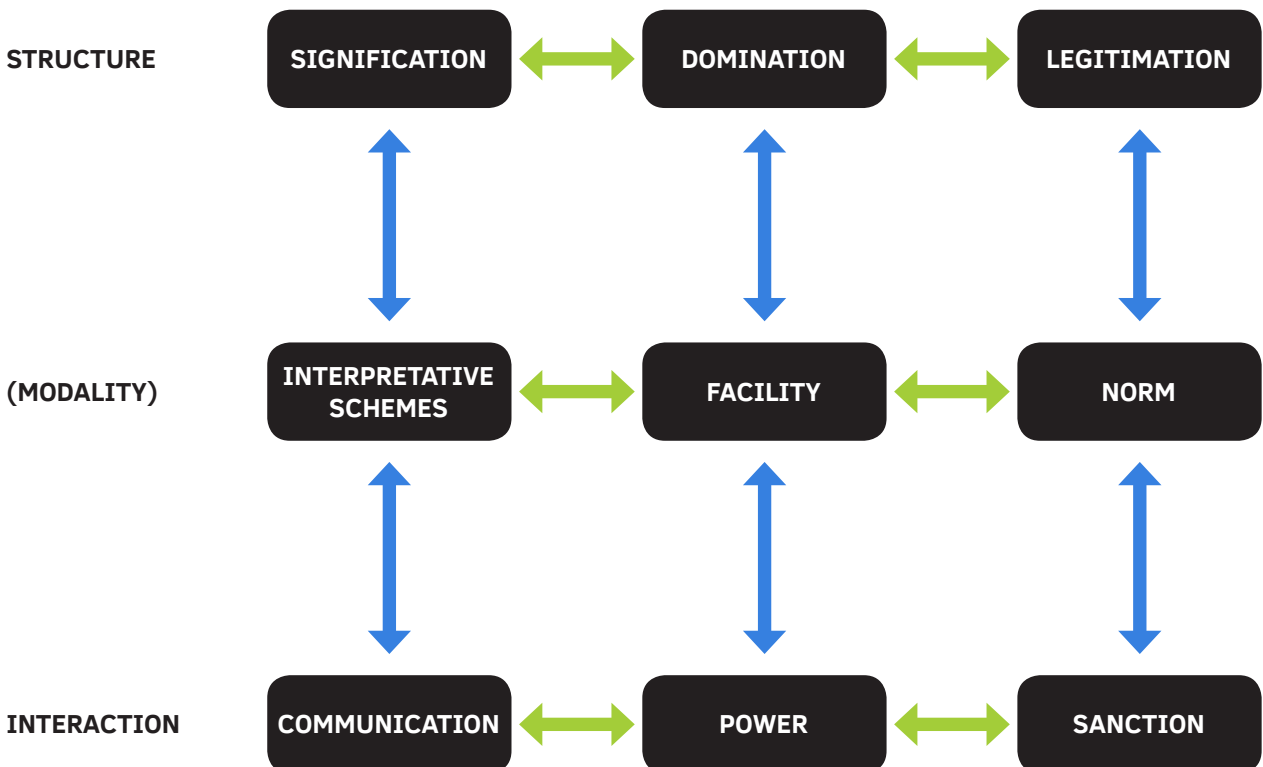 STRUCTURE
SIGNIFICATION
DOMINATION
LEGITIMATION
(MODALITY)
INTERPRETATIVE
SCHEMES
FACILITY
NORM
INTERACTION
COMMUNICATION
POWER
SANCTION